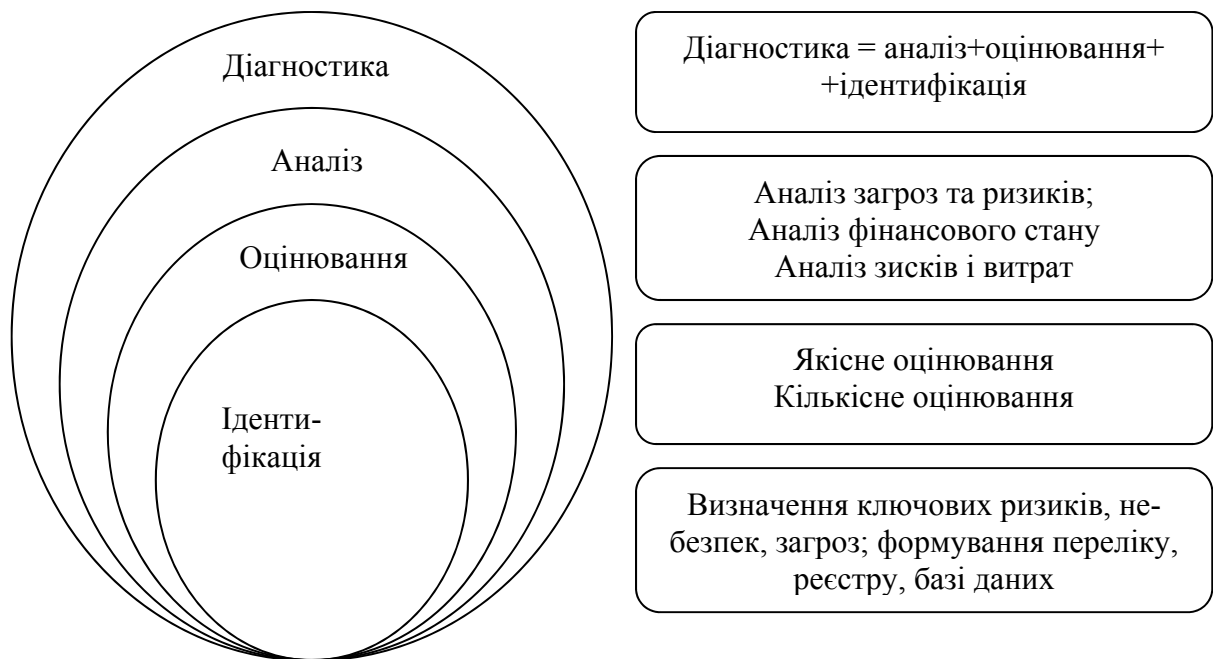 Діагностика
Аналіз
Оцінювання
Іденти-
фікація
Діагностика = аналіз+оцінювання+
+ідентифікація
Аналіз загроз та ризиків;
Аналіз фінансового стану
Аналіз зисків і витрат
Якісне оцінювання
Кількісне оцінювання
Визначення ключових ризиків, не-
безпек, загроз; формування переліку,
реєстру, базі даних